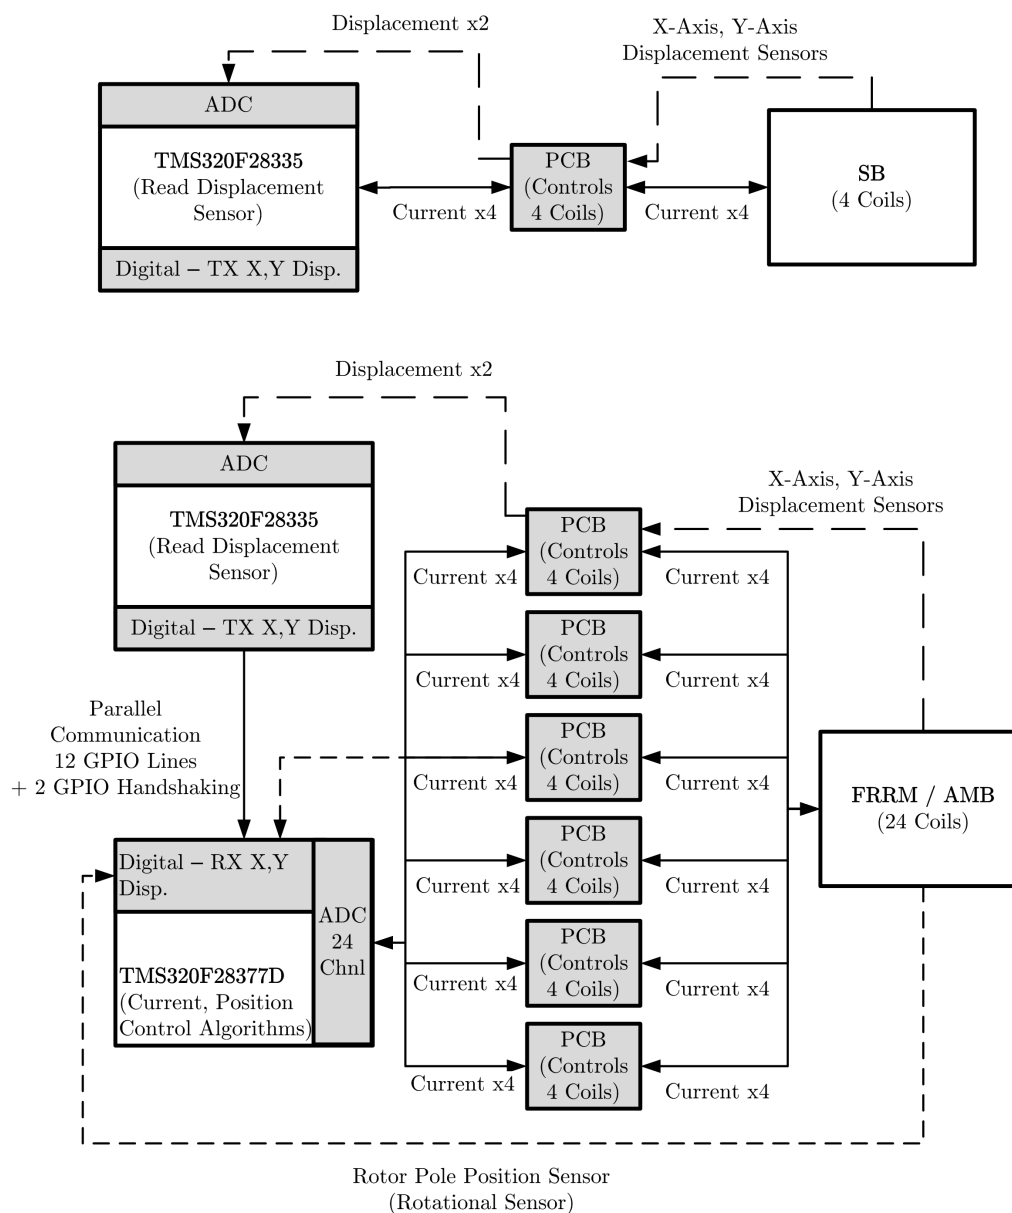 Displacement x2
X-Axis, Y-Axis
Displacement Sensors
ADC
TMS320F28335
(Read Displacement
Sensor)
Digital – TX X,Y Disp.
Current x4
PCB
(Controls
4 Coils)
Current x4
SB
(4 Coils)
Displacement x2
ADC
TMS320F28335
(Read Displacement
Sensor)
Digital – TX X,Y Disp.
X-Axis, Y-Axis
Displacement Sensors
PCB
(Controls
4 Coils)
Current x4
Current x4
PCB
(Controls
4 Coils)
Current x4
Current x4
PCB
(Controls
4 Coils)
Current x4
Current x4
PCB
(Controls
4 Coils)
Current x4
Current x4
PCB
(Controls
4 Coils)
Current x4
Current x4
PCB
(Controls
4 Coils)
Current x4
Current x4
Parallel
Communication
12 GPIO Lines
+ 2 GPIO Handshaking
FRRM / AMB
(24 Coils)
Digital – RX X,Y
Disp.
ADC
24
Chnl
TMS320F28377D
(Current, Position
Control Algorithms)
Rotor Pole Position Sensor
(Rotational Sensor)